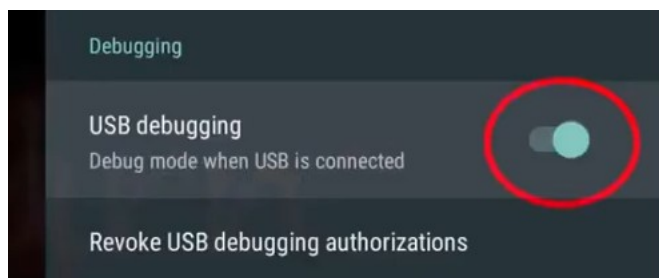 Debugging
USB debugging
Debug mode when USB is connected
Revoke USB debugging authorizations